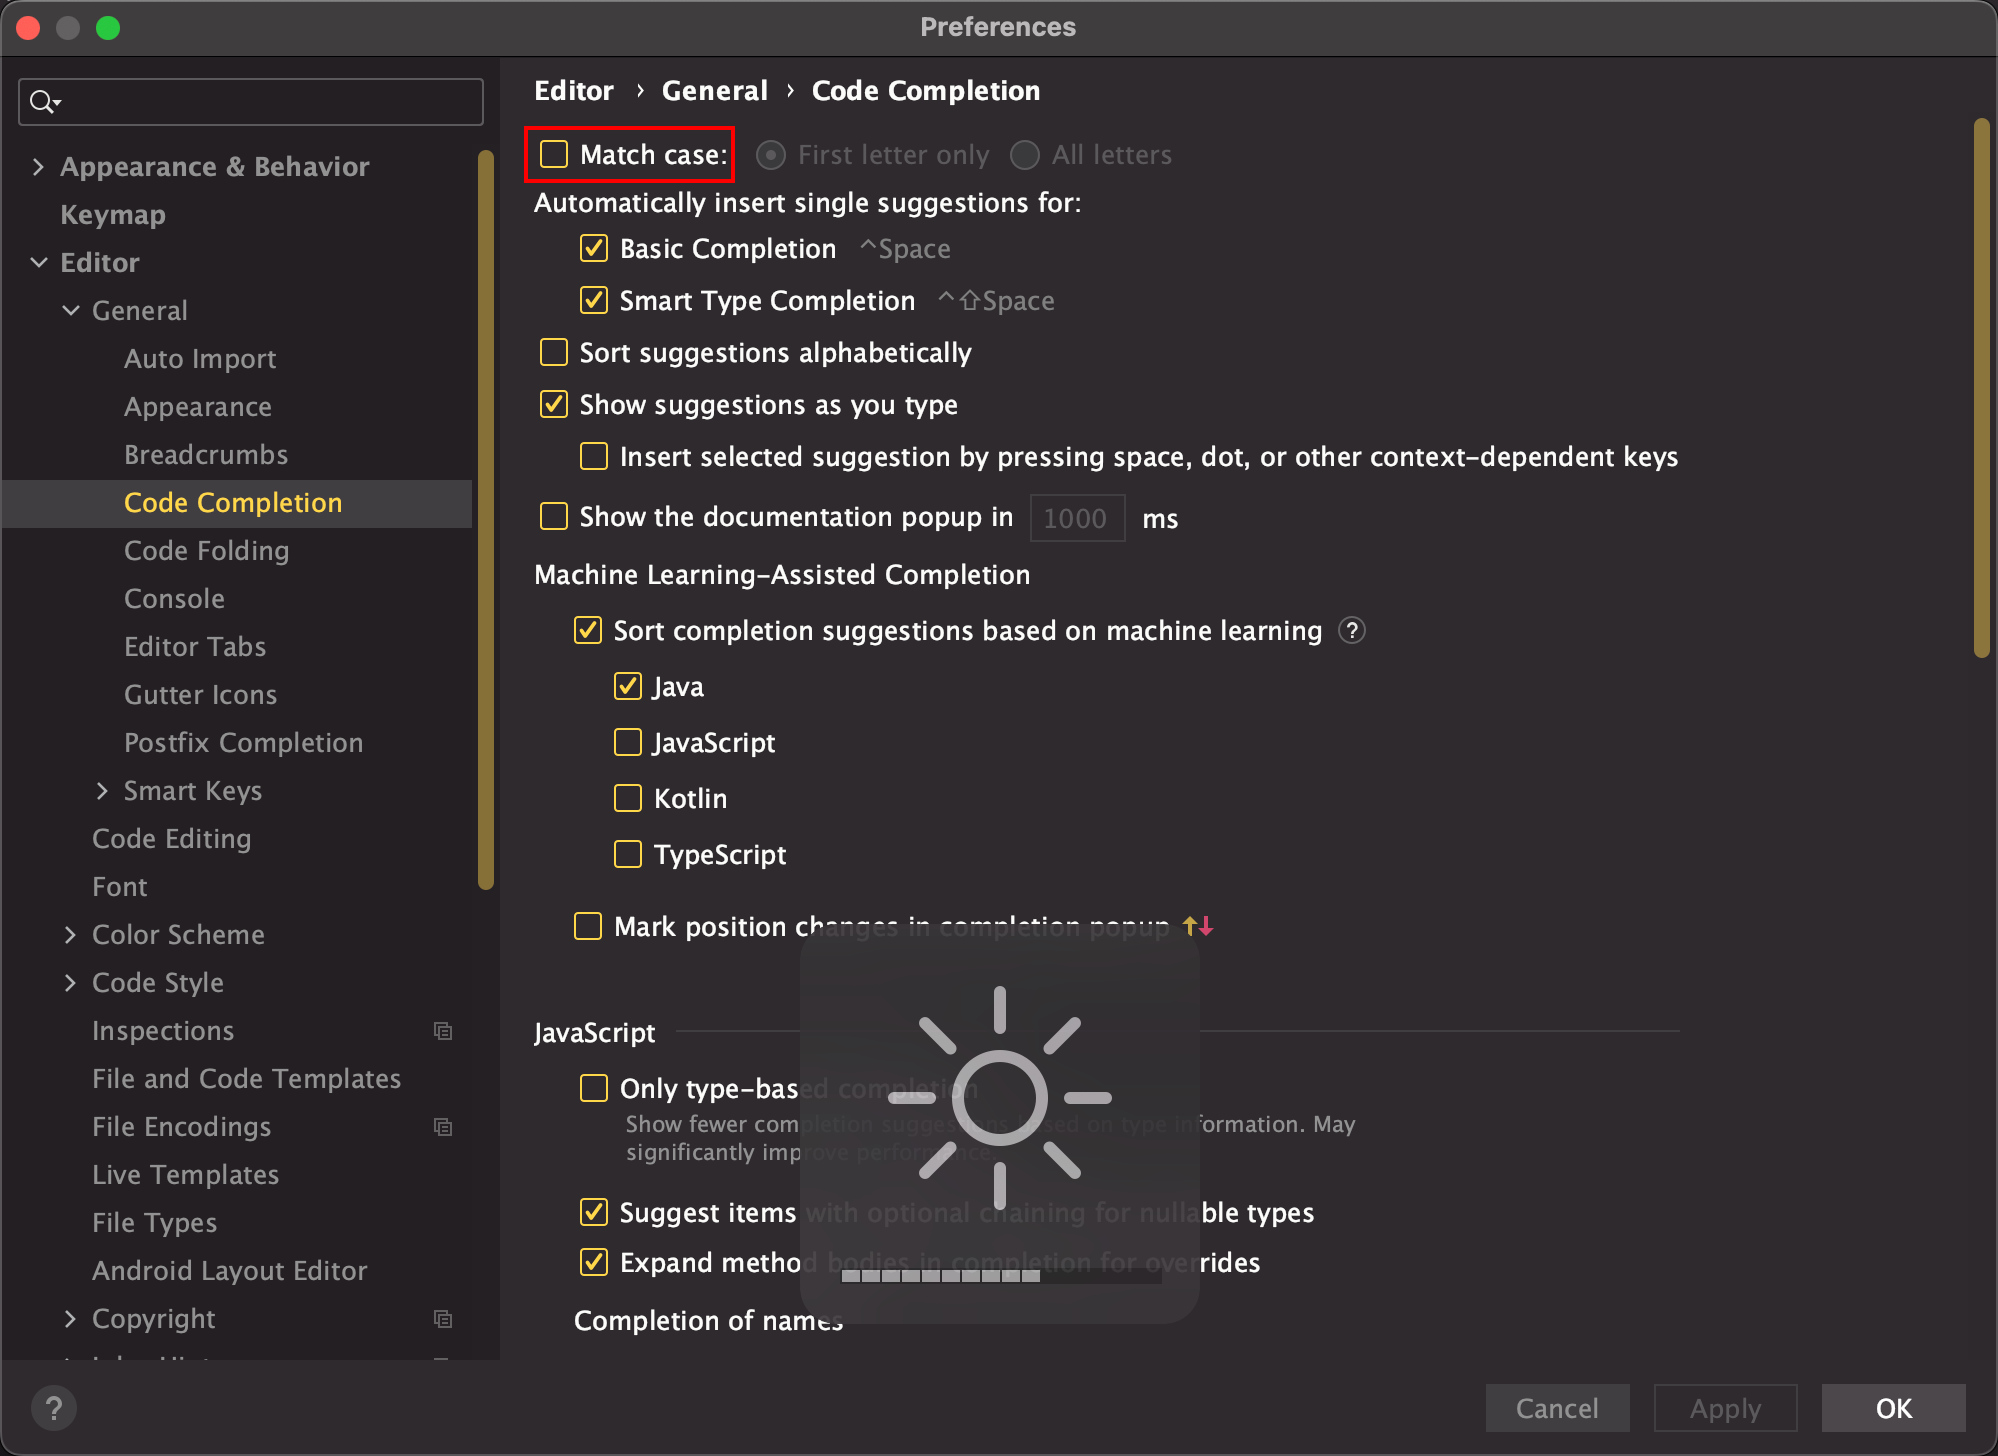 Preferences
Appearance & Behavior
Keymap
Editor
General
Auto Import
Appearance
Breadcrumbs
Code Completion
Code Folding
Console
Editor Tabs
Gutter Icons
Postfix Completion
Smart Keys
Code Editing
Font
Color Scheme
Code Style
Inspections
File and Code Templates
File Encodings
Live Templates
File Types
Android Layout Editor
Copyright
Editor › General › Code Completion
Match case: First letter only All letters
Automatically insert single suggestions for:
Basic Completion ^Space
Smart Type Completion ^⇧Space
Sort suggestions alphabetically
Show suggestions as you type
Insert selected suggestion by pressing space, dot, or other context-dependent keys
Show the documentation popup in 1000 ms
Machine Learning-Assisted Completion
Sort completion suggestions based on machine learning ?
Java
JavaScript
Kotlin
TypeScript
Mark position changes in completion popup
JavaScript
Only type-based completion
Show fewer completion suggestions based on type information. May
significantly improve performance.
Suggest items with optional chaining for nullable types
Expand method bodies in completion for overrides
Completion of names
? Cancel Apply OK